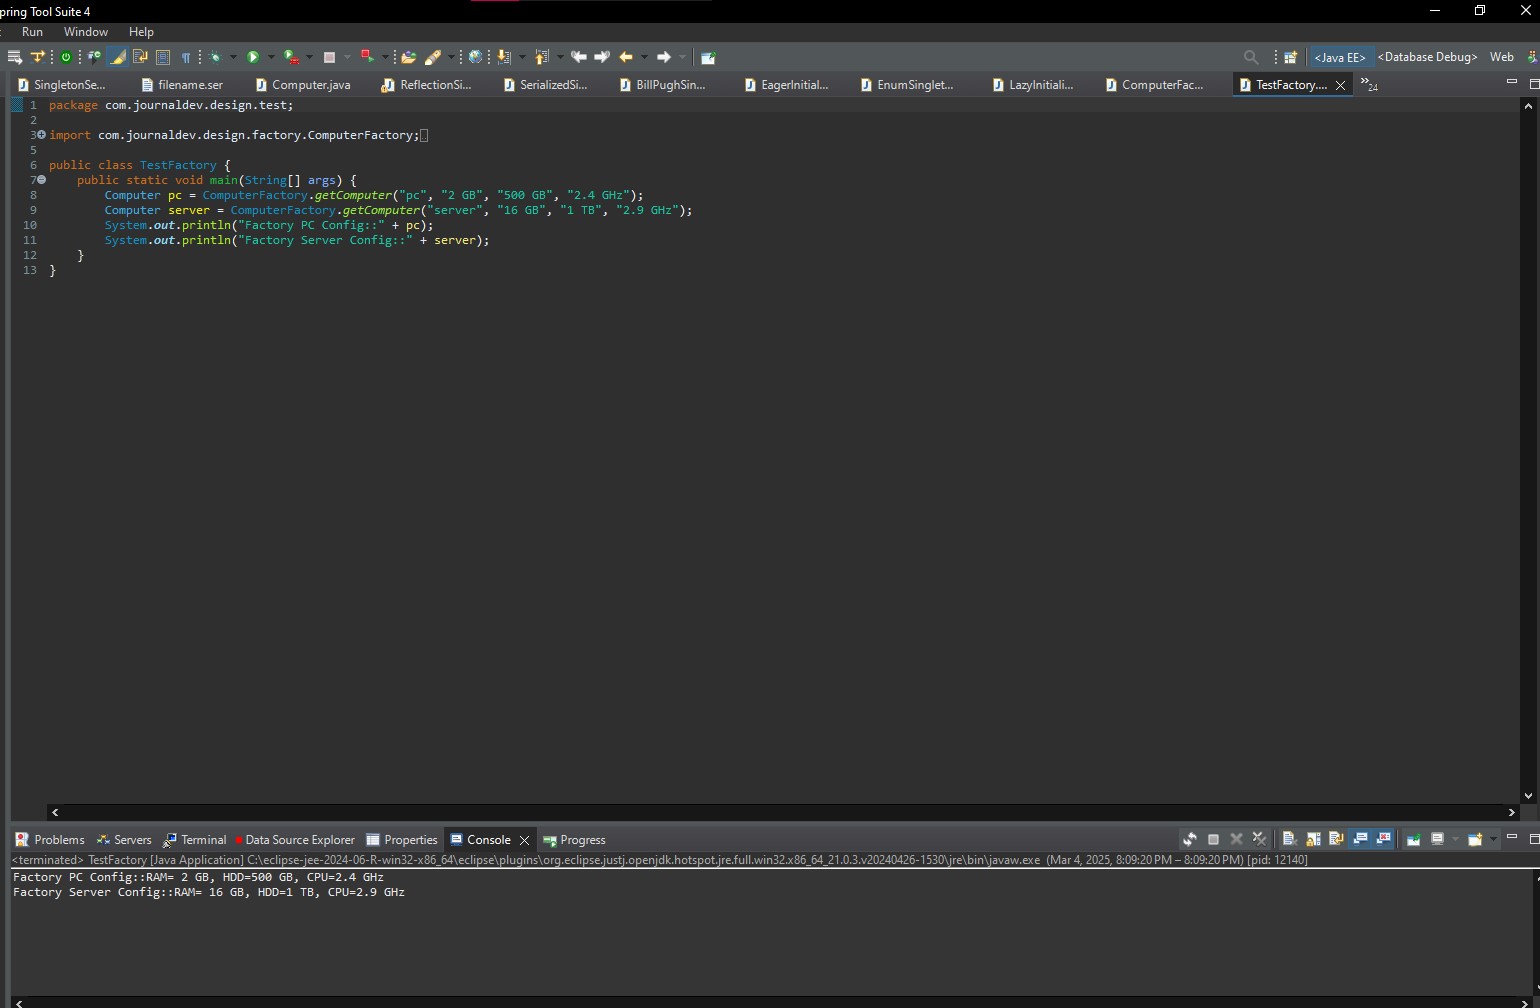 pring Tool Suite 4
Run Window Help
<Java EE> <Database Debug> Web
SingletonSe... filename.ser Computer.java ReflectionSi... SerializedSi... BillPughSin... EagerInitial... EnumSinglet... LazyInitiali... ComputerFac... TestFactory.... »24
1 package com.journaldev.design.test;
2
3 import com.journaldev.design.factory.ComputerFactory;
5
6 public class TestFactory {
7 public static void main(String[] args) {
8 Computer pc = ComputerFactory.getComputer("pc", "2 GB", "500 GB", "2.4 GHz");
9 Computer server = ComputerFactory.getComputer("server", "16 GB", "1 TB", "2.9 GHz");
10 System.out.println("Factory PC Config::" + pc);
11 System.out.println("Factory Server Config::" + server);
12 }
13 }
Problems Servers Terminal Data Source Explorer Properties Console Progress
<terminated> TestFactory [Java Application] C:\eclipse-jee-2024-06-R-win32-x86_64\eclipse\plugins\org.eclipse.justj.openjdk.hotspot.jre.full.win32.x86_64_21.0.3.v20240426-1530\jre\bin\javaw.exe (Mar 4, 2025, 8:09:20 PM – 8:09:20 PM) [pid: 12140]
Factory PC Config::RAM= 2 GB, HDD=500 GB, CPU=2.4 GHz
Factory Server Config::RAM= 16 GB, HDD=1 TB, CPU=2.9 GHz